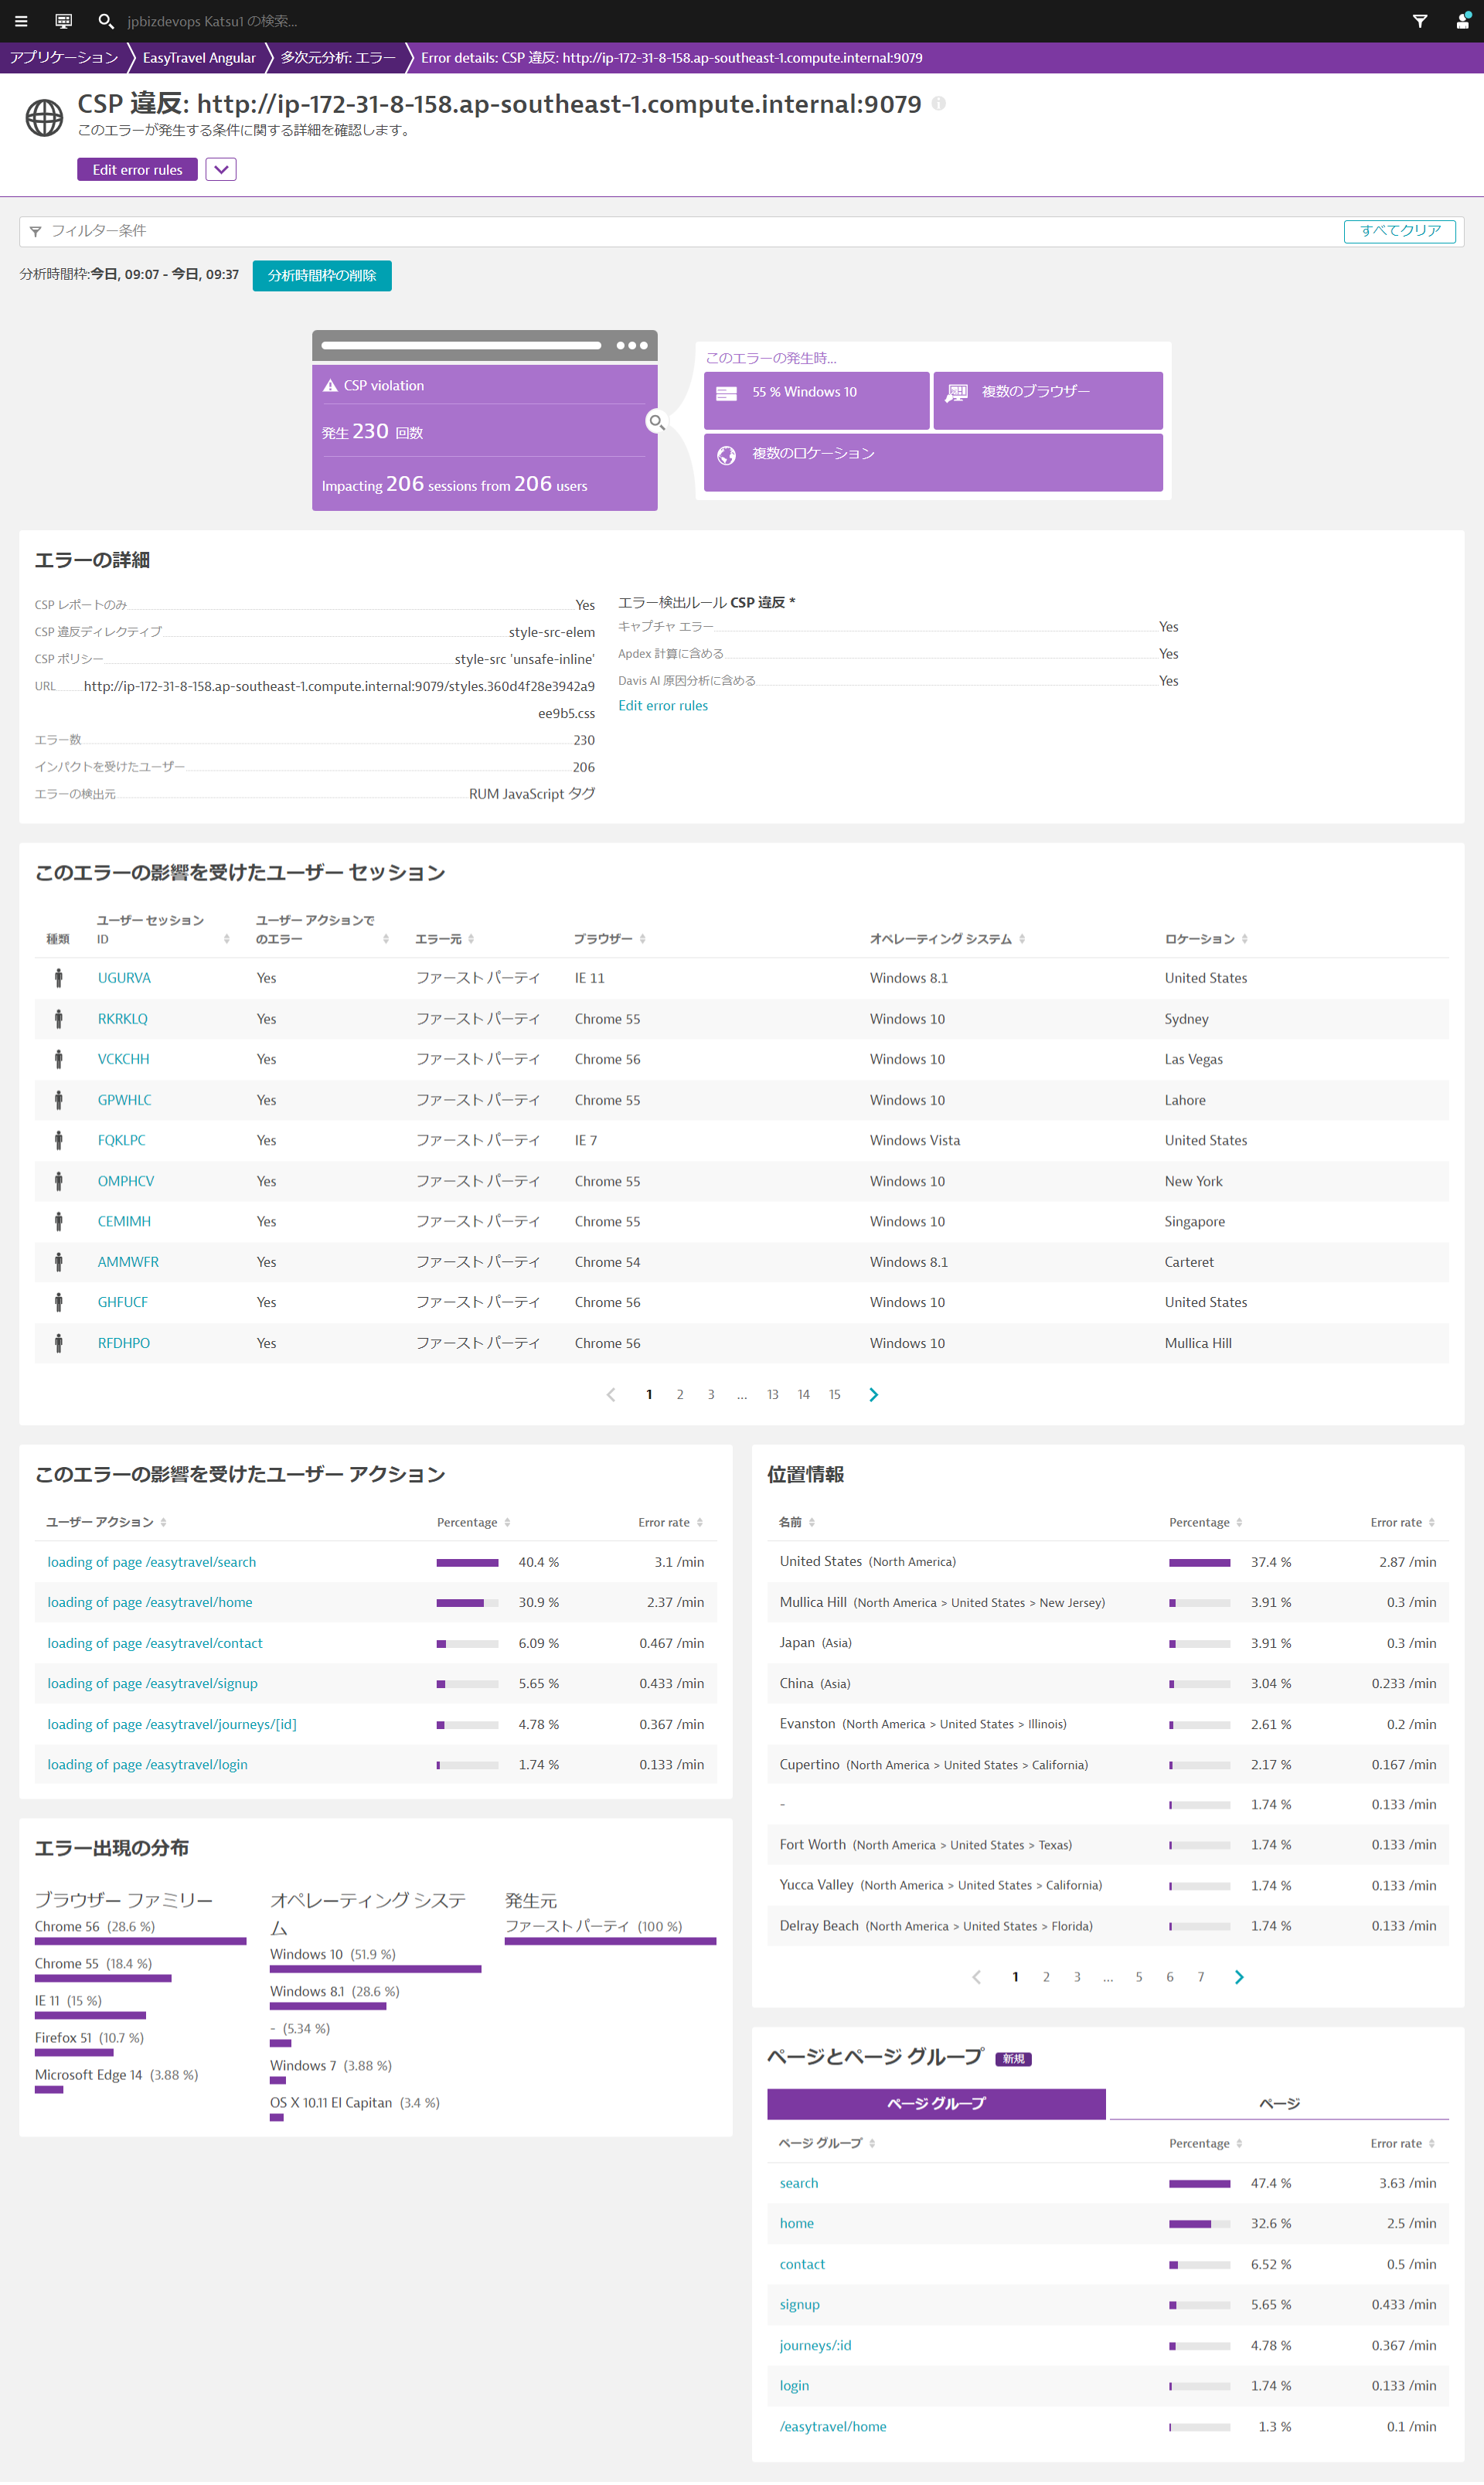 jpbizdevops Katsu1 の検索...
アプリケーション EasyTravel Angular 多次元分析: エラー Error details: CSP 違反: http://ip-172-31-8-158.ap-southeast-1.compute.internal:9079
CSP 違反: http://ip-172-31-8-158.ap-southeast-1.compute.internal:9079
このエラーが発生する条件に関する詳細を確認します。
Edit error rules
フィルター条件 すべてクリア
分析時間枠:今日, 09:07 - 今日, 09:37 分析時間枠の削除
CSP violation
発生 230 回数
Impacting 206 sessions from 206 users
このエラーの発生時...
55 % Windows 10 複数のブラウザー
複数のロケーション
エラーの詳細
CSP レポートのみ Yes
CSP 違反ディレクティブ style-src-elem
CSP ポリシー style-src 'unsafe-inline'
URL http://ip-172-31-8-158.ap-southeast-1.compute.internal:9079/styles.360d4f28e3942a9
ee9b5.css
エラー数 230
インパクトを受けたユーザー 206
エラーの検出元 RUM JavaScript タグ
エラー検出ルール CSP 違反 *
キャプチャ エラー Yes
Apdex 計算に含める Yes
Davis AI 原因分析に含める Yes
Edit error rules
このエラーの影響を受けたユーザー セッション
種類 ユーザー セッション ID ユーザー アクションでのエラー エラー元 ブラウザー オペレーティング システム ロケーション
UGURVA Yes ファースト パーティ IE 11 Windows 8.1 United States
RKRKLQ Yes ファースト パーティ Chrome 55 Windows 10 Sydney
VCKCHH Yes ファースト パーティ Chrome 56 Windows 10 Las Vegas
GPWHLC Yes ファースト パーティ Chrome 55 Windows 10 Lahore
FQKLPC Yes ファースト パーティ IE 7 Windows Vista United States
OMPHCV Yes ファースト パーティ Chrome 55 Windows 10 New York
CEMIMH Yes ファースト パーティ Chrome 55 Windows 10 Singapore
AMMWFR Yes ファースト パーティ Chrome 54 Windows 8.1 Carteret
GHFUCF Yes ファースト パーティ Chrome 56 Windows 10 United States
RFDHPO Yes ファースト パーティ Chrome 56 Windows 10 Mullica Hill
1 2 3 ... 13 14 15
このエラーの影響を受けたユーザー アクション
ユーザー アクション Percentage Error rate
loading of page /easytravel/search 40.4 % 3.1 /min
loading of page /easytravel/home 30.9 % 2.37 /min
loading of page /easytravel/contact 6.09 % 0.467 /min
loading of page /easytravel/signup 5.65 % 0.433 /min
loading of page /easytravel/journeys/[id] 4.78 % 0.367 /min
loading of page /easytravel/login 1.74 % 0.133 /min
エラー出現の分布
ブラウザー ファミリー
Chrome 56 (28.6 %)
Chrome 55 (18.4 %)
IE 11 (15 %)
Firefox 51 (10.7 %)
Microsoft Edge 14 (3.88 %)
オペレーティング システ
ム
Windows 10 (51.9 %)
Windows 8.1 (28.6 %)
- (5.34 %)
Windows 7 (3.88 %)
OS X 10.11 El Capitan (3.4 %)
発生元
ファースト パーティ (100 %)
位置情報
名前 Percentage Error rate
United States (North America) 37.4 % 2.87 /min
Mullica Hill (North America > United States > New Jersey) 3.91 % 0.3 /min
Japan (Asia) 3.91 % 0.3 /min
China (Asia) 3.04 % 0.233 /min
Evanston (North America > United States > Illinois) 2.61 % 0.2 /min
Cupertino (North America > United States > California) 2.17 % 0.167 /min
- 1.74 % 0.133 /min
Fort Worth (North America > United States > Texas) 1.74 % 0.133 /min
Yucca Valley (North America > United States > California) 1.74 % 0.133 /min
Delray Beach (North America > United States > Florida) 1.74 % 0.133 /min
1 2 3 ... 5 6 7
ページとページ グループ 新規
ページ グループ ページ
ページ グループ Percentage Error rate
search 47.4 % 3.63 /min
home 32.6 % 2.5 /min
contact 6.52 % 0.5 /min
signup 5.65 % 0.433 /min
journeys/:id 4.78 % 0.367 /min
login 1.74 % 0.133 /min
/easytravel/home 1.3 % 0.1 /min